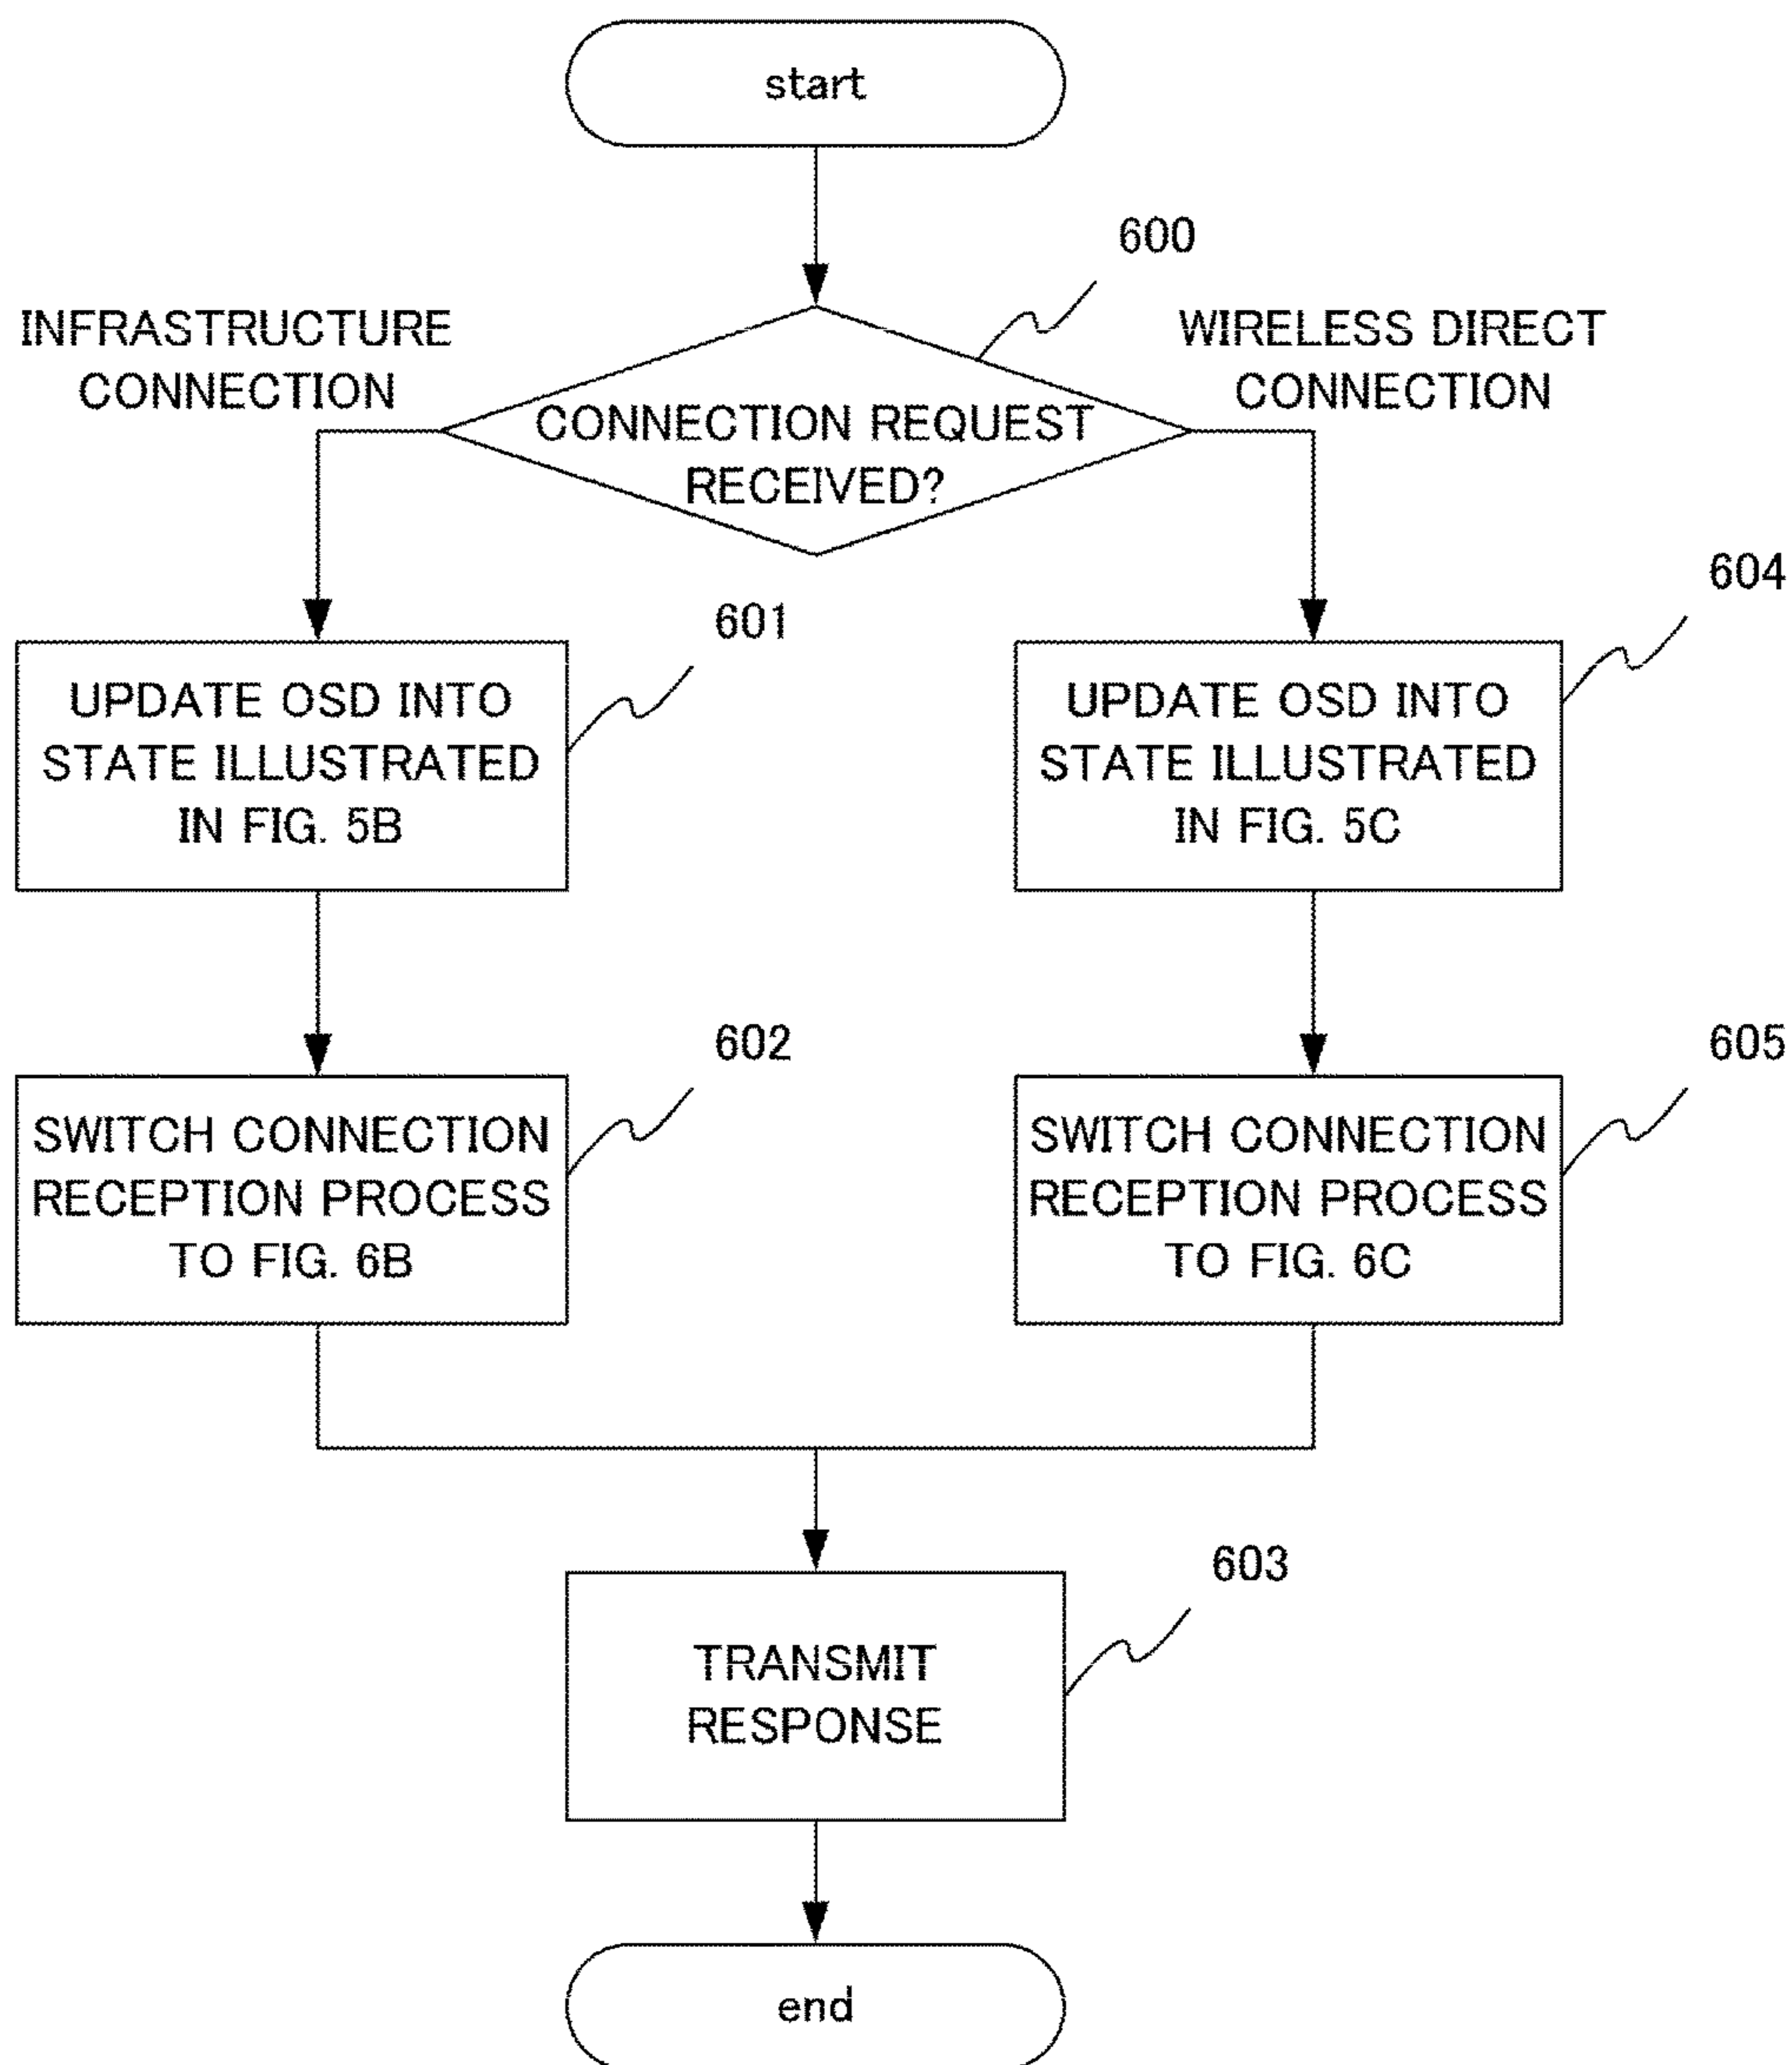 start
600
INFRASTRUCTURE
CONNECTION
WIRELESS DIRECT
CONNECTION
CONNECTION REQUEST
RECEIVED?
601
604
UPDATE OSD INTO
STATE ILLUSTRATED
IN FIG. 5B
UPDATE OSD INTO
STATE ILLUSTRATED
IN FIG. 5C
602
605
SWITCH CONNECTION
RECEPTION PROCESS
TO FIG. 6B
SWITCH CONNECTION
RECEPTION PROCESS
TO FIG. 6C
603
TRANSMIT
RESPONSE
end